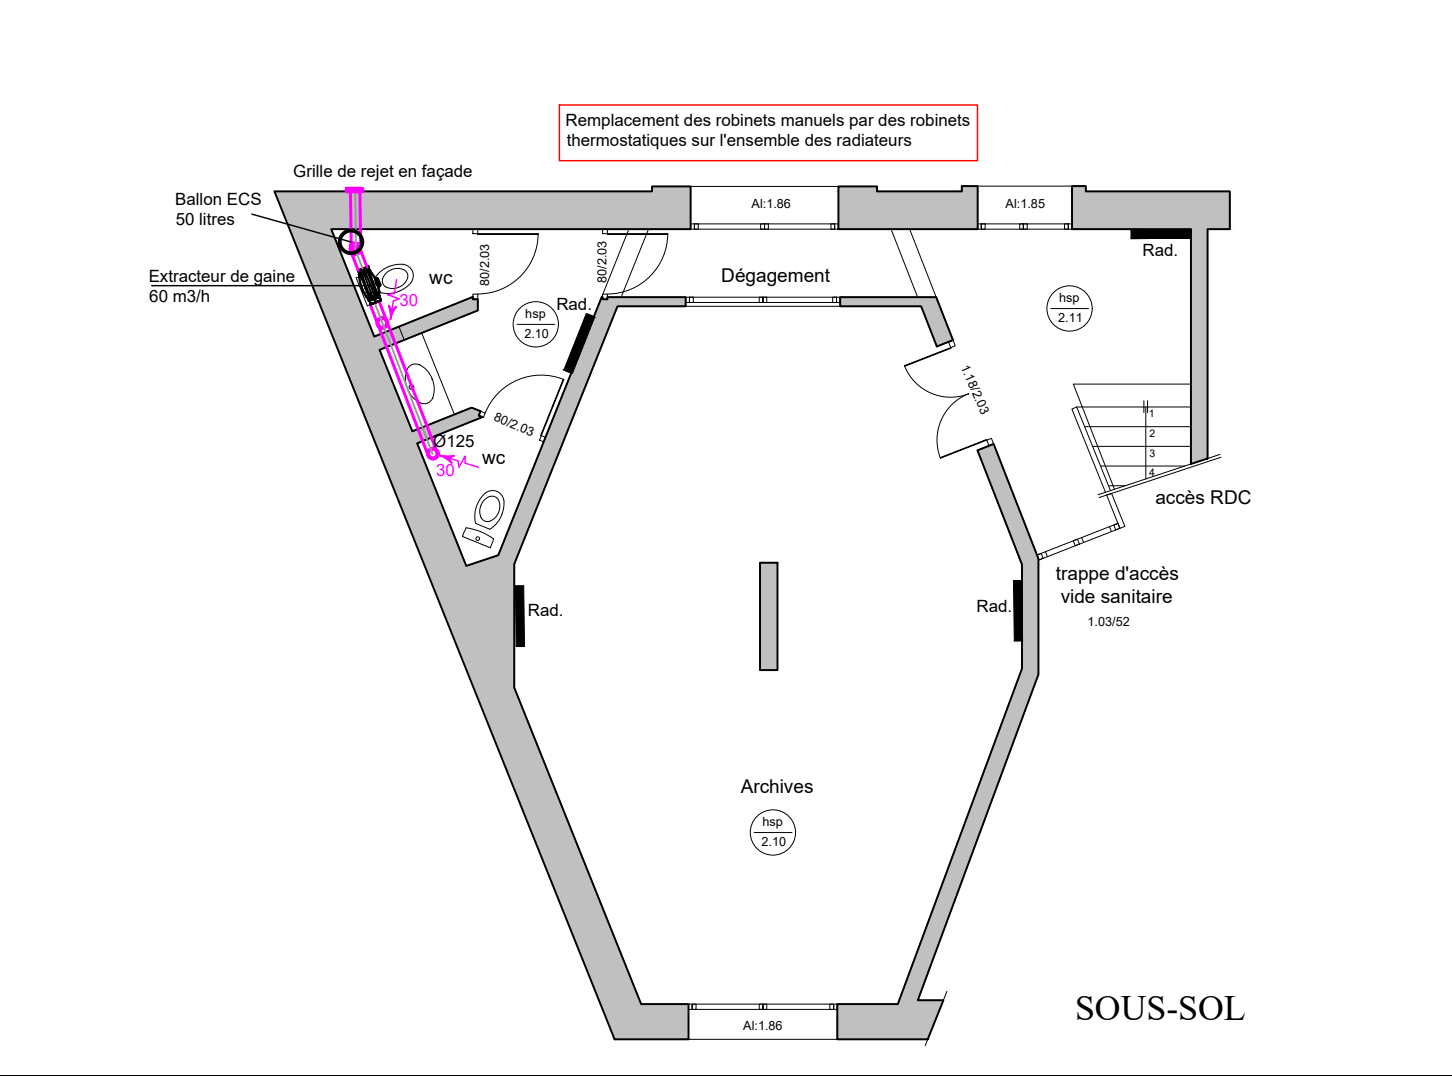 Remplacement des robinets manuels par des robinets
thermostatiques sur l'ensemble des radiateurs
Grille de rejet en façade
Ballon ECS
50 litres
Al:1.86
Al:1.85
Extracteur de gaine
60 m3/h
wc
80/2.03
80/2.03
Dégagement
Rad.
30
Rad.
hsp
2.10
hsp
2.11
1.18/2.03
80/2.03
1
2
3
4
Ø125
wc
30
accès RDC
trappe d'accès
vide sanitaire
1.03/52
Rad.
Rad.
Archives
hsp
2.10
SOUS-SOL
Al:1.86